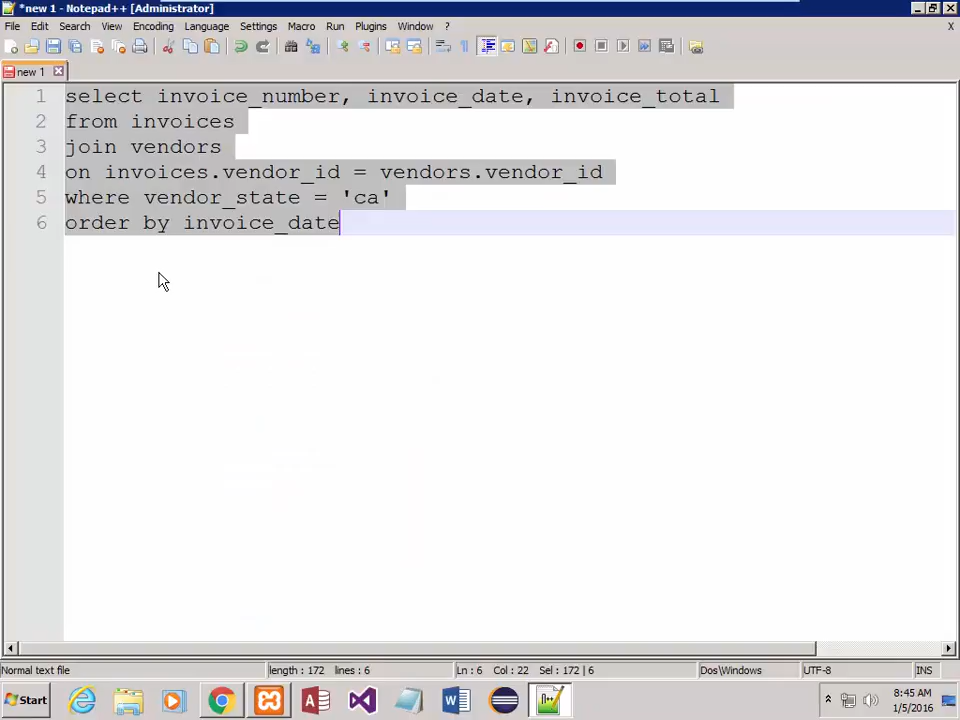 *new 1 - Notepad++ [Administrator]
File Edit Search View Encoding Language Settings Macro Run Plugins Window ? X
new 1
1 select invoice_number, invoice_date, invoice_total
2 from invoices
3 join vendors
4 on invoices.vendor_id = vendors.vendor_id
5 where vendor_state = 'ca'
6 order by invoice_date
Normal text file length : 172 lines : 6 Ln : 6 Col : 22 Sel : 172 | 6 Dos\Windows UTF-8 INS
Start 8:45 AM
1/5/2016